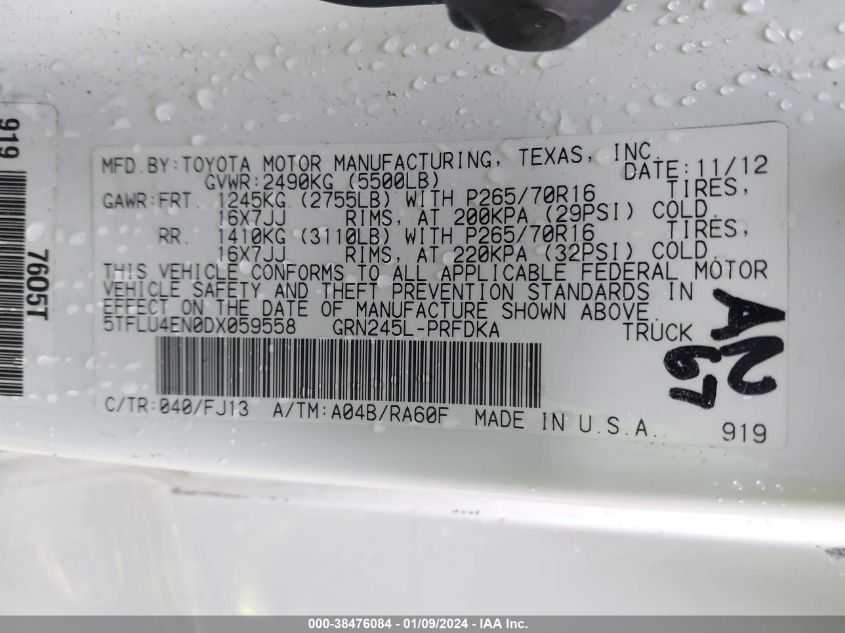 919
7605T
MFD.BY:TOYOTA MOTOR MANUFACTURING, TEXAS, INC.
DATE:11/12
GVWR:2490KG (5500LB)
GAWR:FRT. 1245KG (2755LB) WITH P265/70R16 TIRES,
16X7JJ RIMS, AT 200KPA (29PSI) COLD.
RR. 1410KG (3110LB) WITH P265/70R16 TIRES,
16X7JJ RIMS, AT 220KPA (32PSI) COLD.
THIS VEHICLE CONFORMS TO ALL APPLICABLE FEDERAL MOTOR
VEHICLE SAFETY AND THEFT PREVENTION STANDARDS IN
EFFECT ON THE DATE OF MANUFACTURE SHOWN ABOVE.
5TFLU4EN0DX059558 GRN245L-PRFDKA TRUCK
A2
67
C/TR:040/FJ13 A/TM:A04B/RA60F MADE IN U.S.A.
919
000-38476084 - 01/09/2024 - IAA Inc.